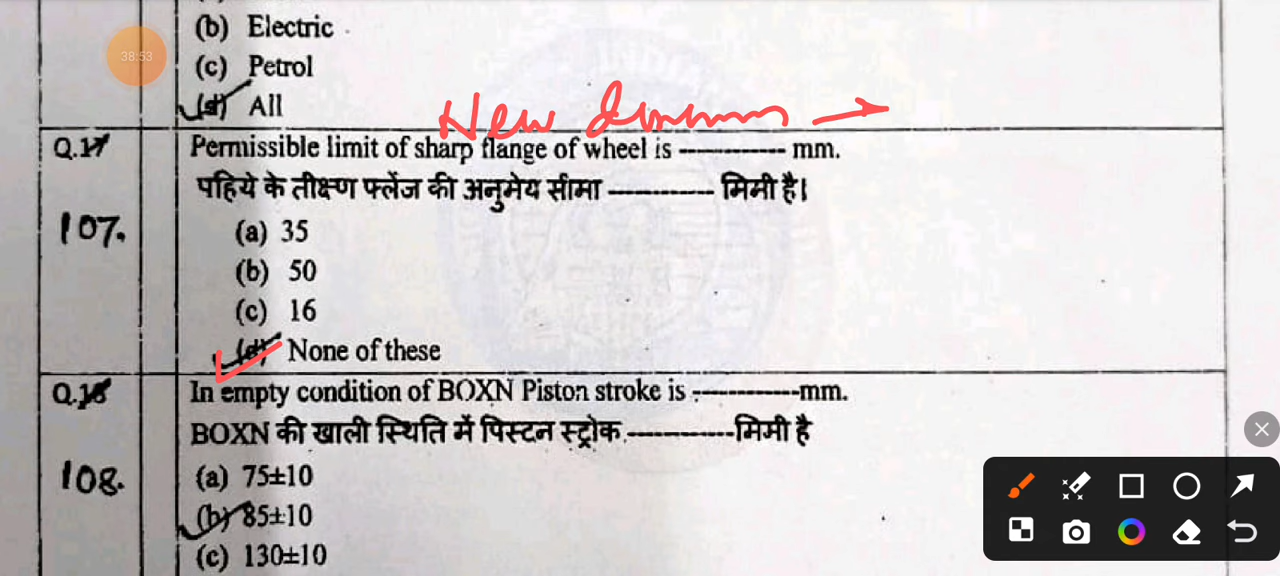 (b) Electric
38:53
(c) Petrol
(d) All
New
Q.17 Permissible limit of sharp flange of wheel is ------------ mm.
पहिये के तीक्ष्ण फ्लेंज की अनुमेय सीमा ------------ मिमी है।
107.
(a) 35
(b) 50
(c) 16
(d) None of these
Q.18 In empty condition of BOXN Piston stroke is ------------mm.
BOXN की खाली स्थिति में पिस्टन स्ट्रोक ------------मिमी है
108.
(a) 75±10
(b) 85±10
(c) 130±10